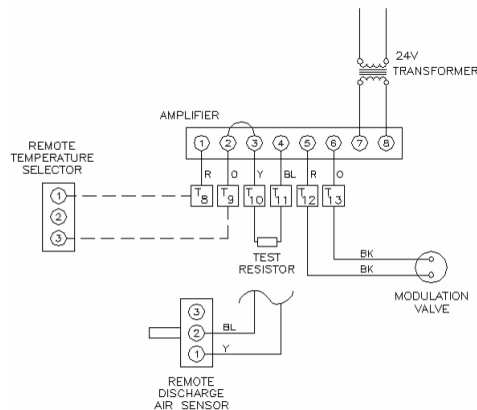 24V
TRANSFORMER
AMPLIFIER
1 2 3 4 5 6 7 8
REMOTE
TEMPERATURE
SELECTOR
R O Y BL R O
1
2
3
T8 T9 T10 T11 T12 T13
TEST
RESISTOR
BK
BK
MODULATION
VALVE
3
2 BL
1 Y
REMOTE
DISCHARGE
AIR SENSOR